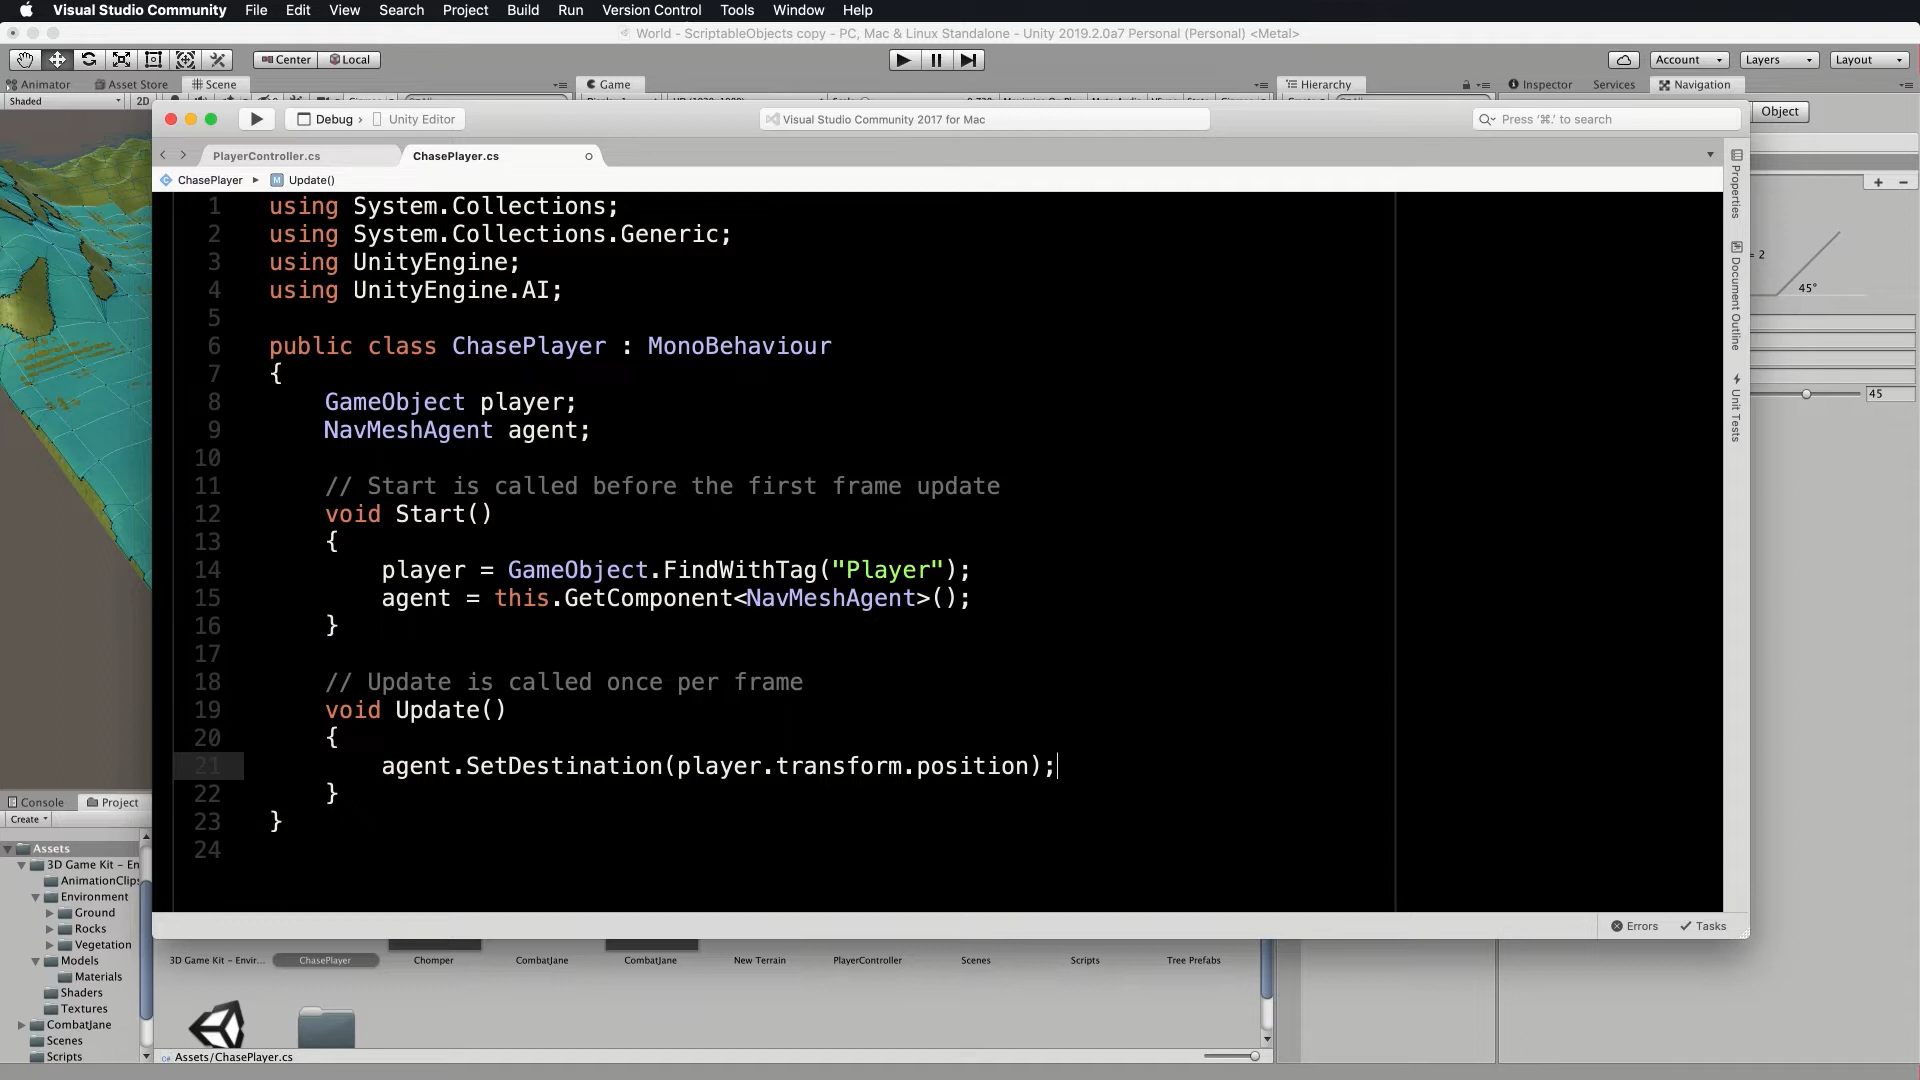 Visual Studio Community File Edit View Search Project Build Run Version Control Tools Window Help
World - ScriptableObjects copy - PC, Mac & Linux Standalone - Unity 2019.2.0a7 Personal (Personal) <Metal>
Center Local Account Layers Layout
Animator Asset Store Scene Game Hierarchy Inspector Services Navigation
Shaded 2D
Debug Unity Editor Visual Studio Community 2017 for Mac Press ‘⌘.’ to search
Object
PlayerController.cs ChasePlayer.cs
ChasePlayer Update()
1 using System.Collections;
2 using System.Collections.Generic;
3 using UnityEngine;
4 using UnityEngine.AI;
5
6 public class ChasePlayer : MonoBehaviour
7 {
8 GameObject player;
9 NavMeshAgent agent;
10
11 // Start is called before the first frame update
12 void Start()
13 {
14 player = GameObject.FindWithTag("Player");
15 agent = this.GetComponent<NavMeshAgent>();
16 }
17
18 // Update is called once per frame
19 void Update()
20 {
21 agent.SetDestination(player.transform.position);
22 }
23 }
24
Properties
Document Outline
Unit Tests
= 2
45°
45
Errors Tasks
Console Project
Create
Assets
3D Game Kit - En
AnimationClips
Environment
Ground
Rocks
Vegetation
Models
Materials
Shaders
Textures
CombatJane
Scenes
Scripts
3D Game Kit - Envir... ChasePlayer Chomper CombatJane CombatJane New Terrain PlayerController Scenes Scripts Tree Prefabs
Assets/ChasePlayer.cs